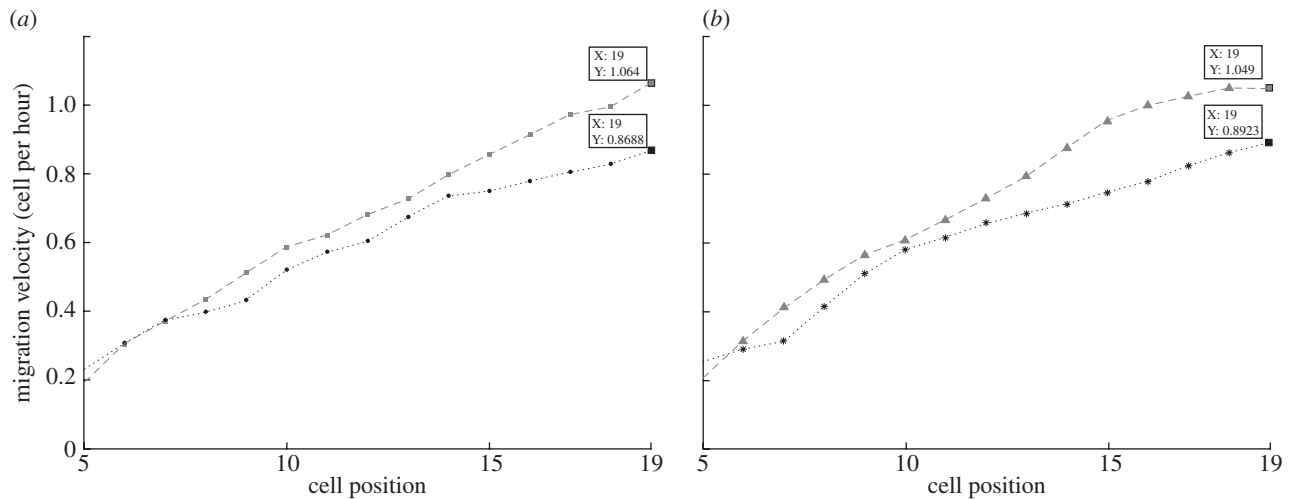 (a)
(b)
X: 19
Y: 1.064
X: 19
Y: 0.8688
X: 19
Y: 1.049
X: 19
Y: 0.8923
migration velocity (cell per hour)
1.0
0.8
0.6
0.4
0.2
0
5 10 15 19
cell position
5 10 15 19
cell position